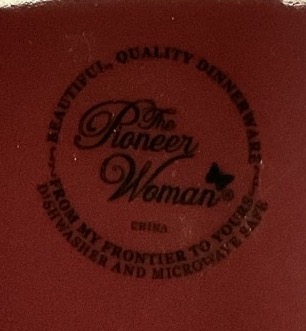 BEAUTIFUL, QUALITY DINNERWARE
The
Pioneer
Woman®
CHINA
FROM MY FRONTIER TO YOURS
DISHWASHER AND MICROWAVE SAFE